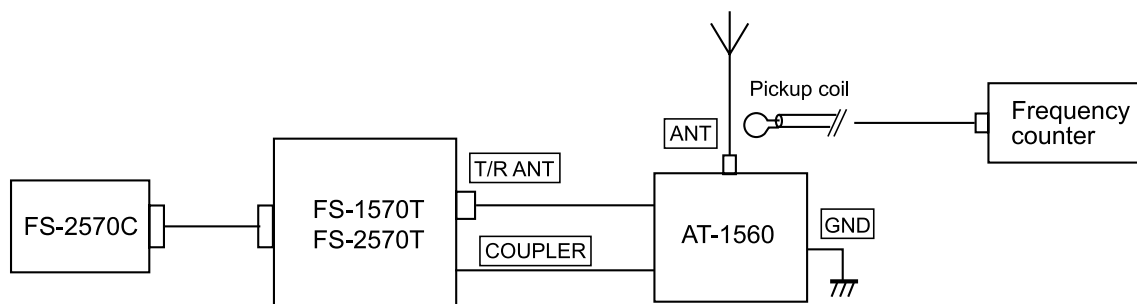 Pickup coil
Frequency
counter
ANT
T/R ANT
FS-2570C
FS-1570T
FS-2570T
AT-1560
GND
COUPLER